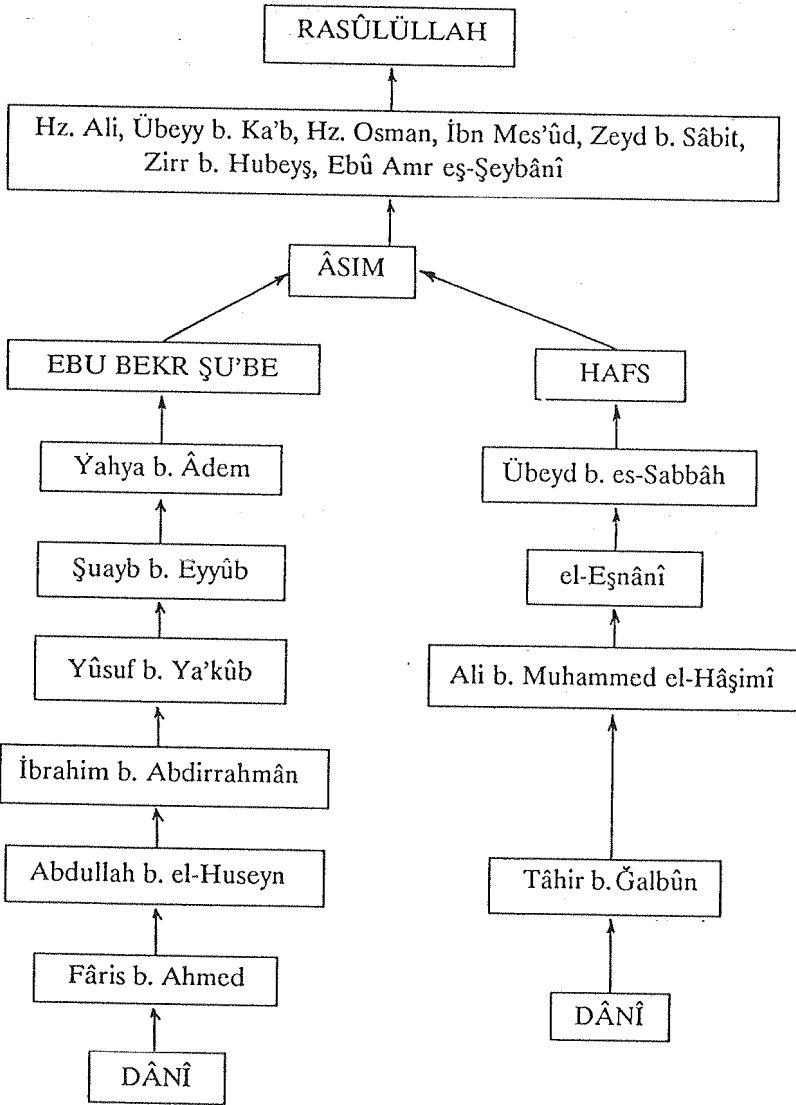 RASÛLÜLLAH
Hz. Ali, Übeyy b. Ka'b, Hz. Osman, İbn Mes'ûd, Zeyd b. Sâbit,
Zirr b. Hubeyş, Ebû Amr eş-Şeybânî
ÂSIM
EBU BEKR ŞU'BE
Yahya b. Âdem
Şuayb b. Eyyûb
Yûsuf b. Ya'kûb
İbrahim b. Abdirrahmân
Abdullah b. el-Huseyn
Fâris b. Ahmed
DÂNÎ
HAFS
Übeyd b. es-Sabbâh
el-Eşnânî
Ali b. Muhammed el-Hâşimî
Tâhir b. Ğalbûn
DÂNÎ